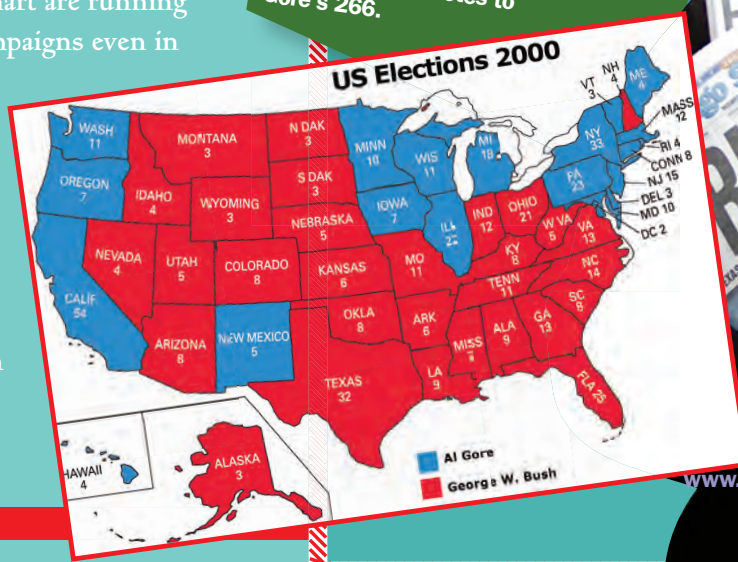 hart are running
mpaigns even in
Gore's 266.
US Elections 2000
WASH
11
OREGON
7
CALIF
54
NEVADA
4
IDAHO
4
MONTANA
3
WYOMING
3
UTAH
5
COLORADO
8
ARIZONA
8
NEW MEXICO
5
N DAK
3
S DAK
3
NEBRASKA
5
KANSAS
6
OKLA
8
TEXAS
32
MINN
10
IOWA
7
MO
11
ARK
6
LA
9
WIS
11
ILL
MI
18
IND
12
OHIO
21
KY
8
TENN
11
MISS
ALA
9
GA
13
FLA 25
SC
8
NC
14
VA
13
W VA
5
PA
23
NY
33
VT
3
NH
4
ME
4
MASS
12
RI 4
CONN 8
NJ 15
DEL 3
MD 10
DC 2
HAWAII
4
ALASKA
3
Al Gore
George W. Bush
www.